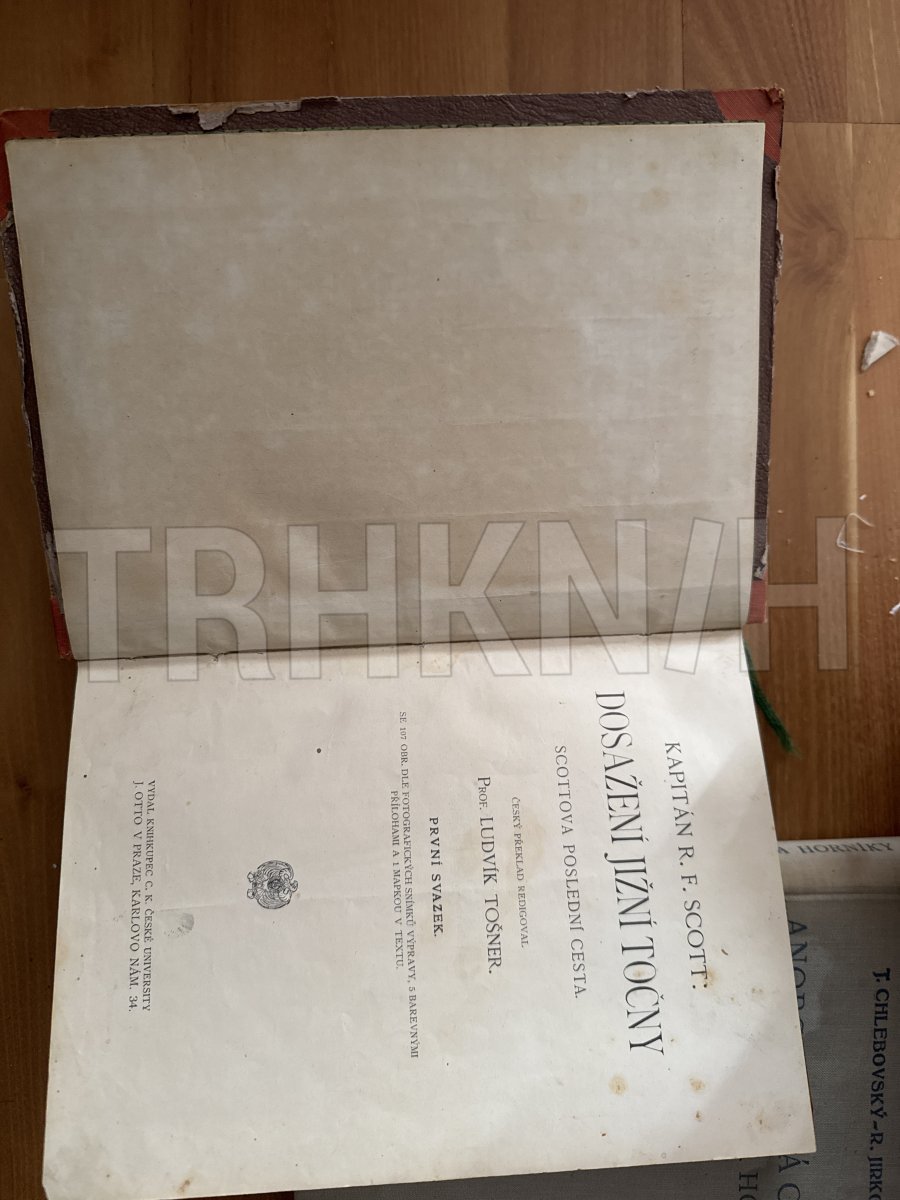 KAPITÁN R. F. SCOTT:
DOSAŽENÍ JIŽNÍ TOČNY
SCOTTOVA POSLEDNÍ CESTA.
ČESKÝ PŘEKLAD REDIGOVAL
PROF. LUDVÍK TOŠNER.
PRVNÍ SVAZEK.
SE 107 OBR. DLE FOTOGRAFICKÝCH SNÍMKŮ VÝPRAVY, 5 BAREVNÝMI
PŘÍLOHAMI A 1 MAPKOU V TEXTU.
VYDAL KNIHKUPEC C. K. ČESKÉ UNIVERSITY
J. OTTO V PRAZE, KARLOVO NÁM. 34.
TRHKN/H
A HORNÍKY
J. CHLEBOVSKÝ-R. JIRK
ANOR
Á